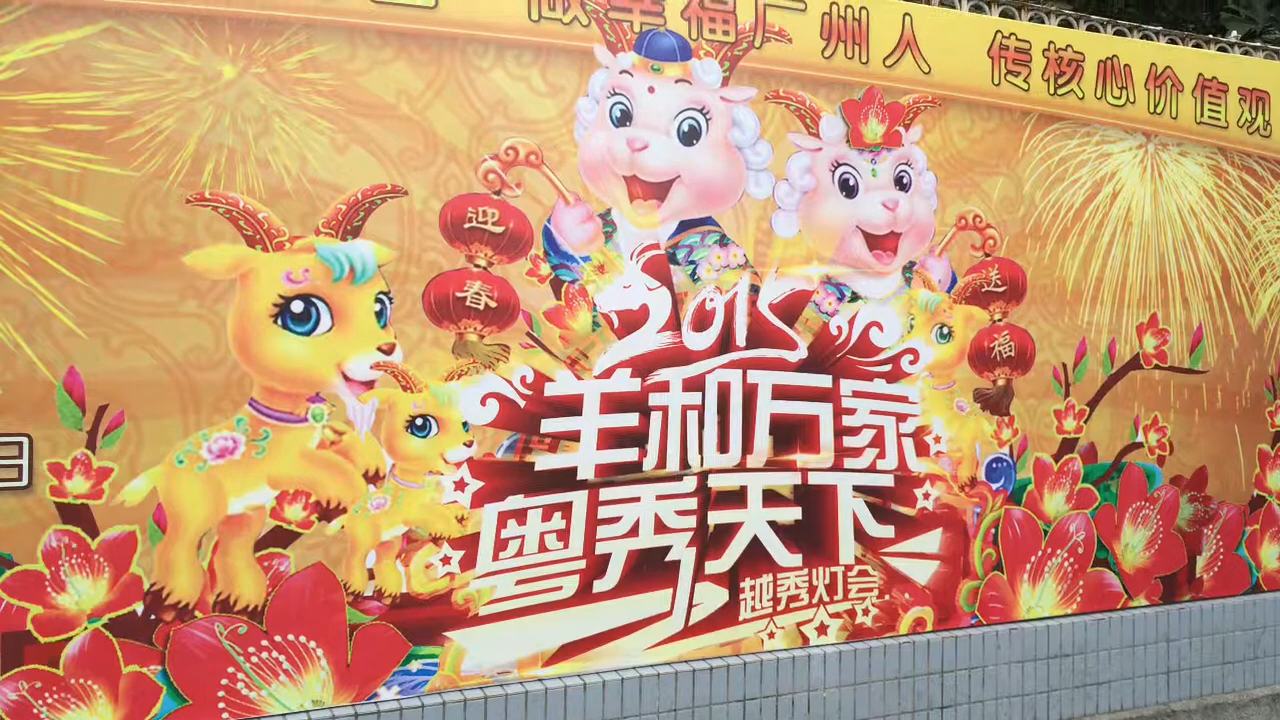 做幸福广州人 传核心价值观
迎春
送福
2015
羊和万家
粤秀天下
越秀灯会
日